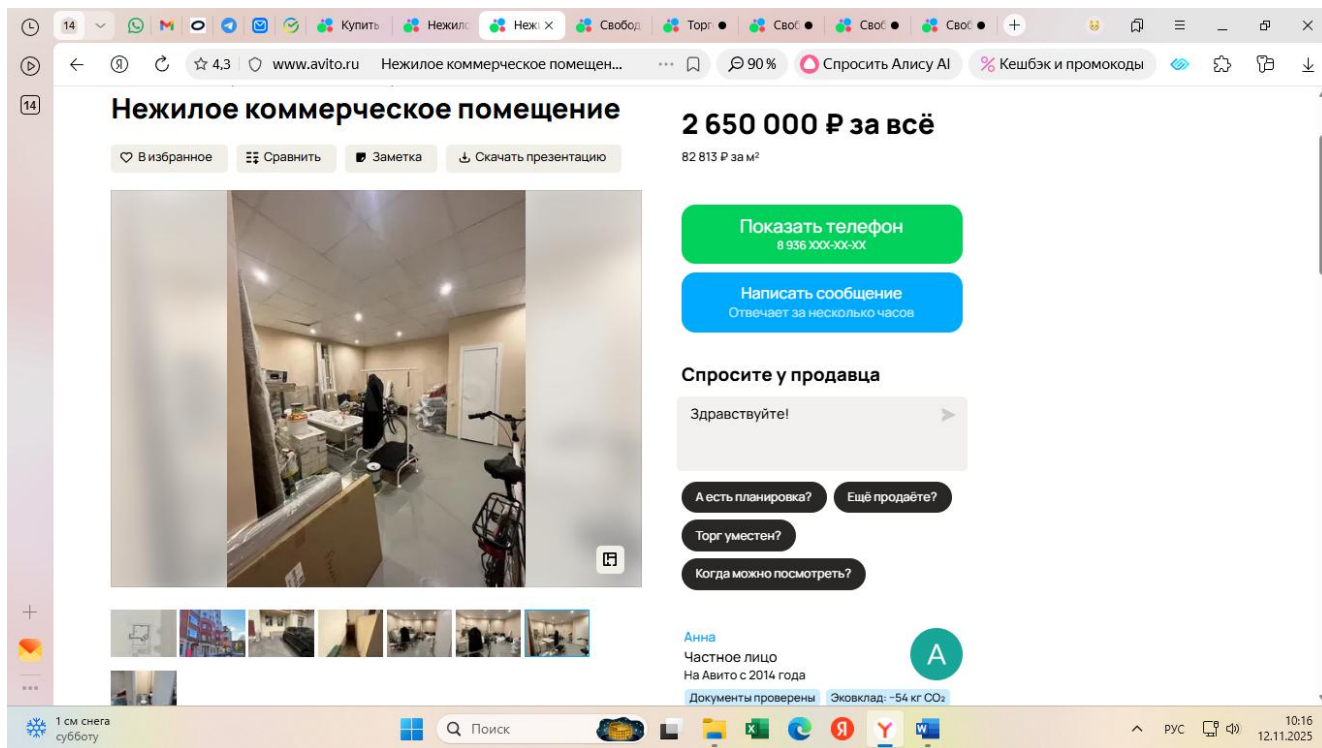 14
Купить
Нежило
Нежи
Свобод
Торг
Своб
Своб
Своб
4,3
www.avito.ru
Нежилое коммерческое помещен...
90 %
Спросить Алису AI
Кешбэк и промокоды
14
Нежилое коммерческое помещение
В избранное
Сравнить
Заметка
Скачать презентацию
2 650 000 ₽ за всё
82 813 ₽ за м²
Показать телефон
8 936 XXX-XX-XX
Написать сообщение
Отвечает за несколько часов
Спросите у продавца
Здравствуйте!
А есть планировка?
Ещё продаёте?
Торг уместен?
Когда можно посмотреть?
Анна
Частное лицо
На Авито с 2014 года
А
Документы проверены
Эковклад: −54 кг CO₂
1 см снега
субботу
Поиск
РУС
10:16
12.11.2025